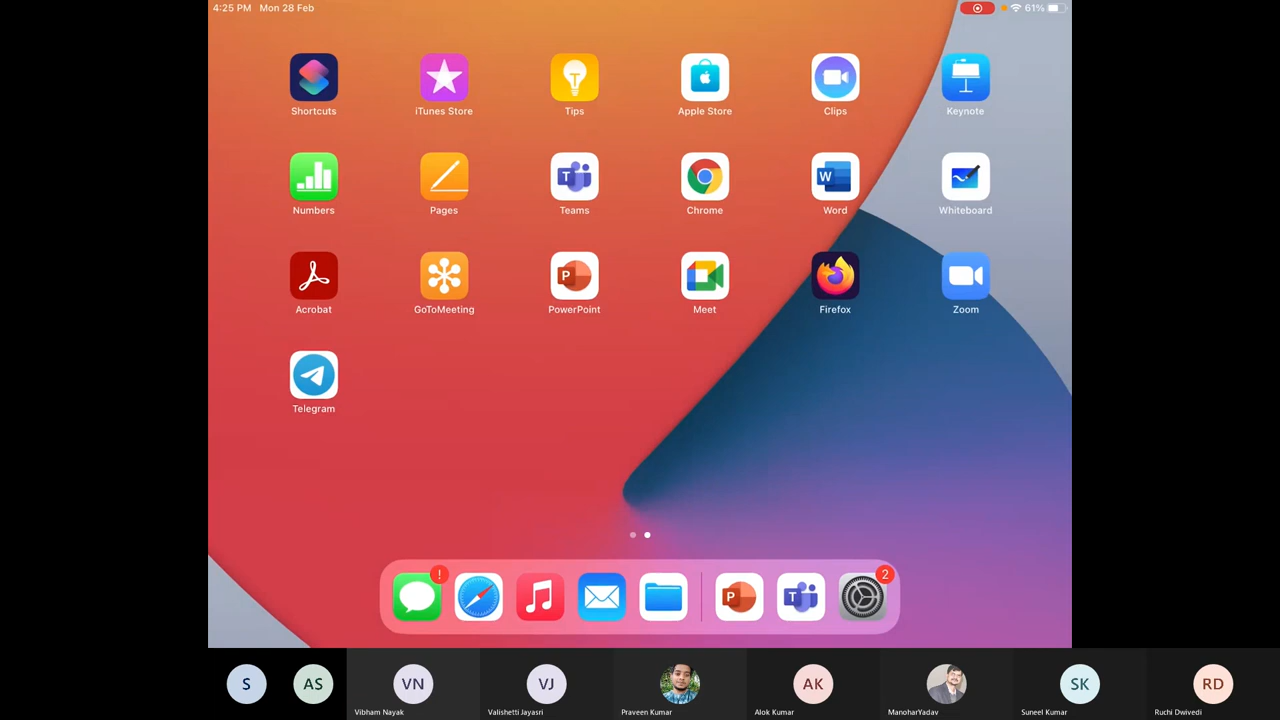 4:25 PM Mon 28 Feb
61%
Shortcuts
iTunes Store
Tips
Apple Store
Clips
Keynote
Numbers
Pages
Teams
Chrome
Word
Whiteboard
Acrobat
GoToMeeting
PowerPoint
Meet
Firefox
Zoom
Telegram
!
2
S
AS
VN
VJ
AK
SK
RD
Vibham Nayak
Valishetti Jayasri
Praveen Kumar
Alok Kumar
ManoharYadav
Suneel Kumar
Ruchi Dwivedi